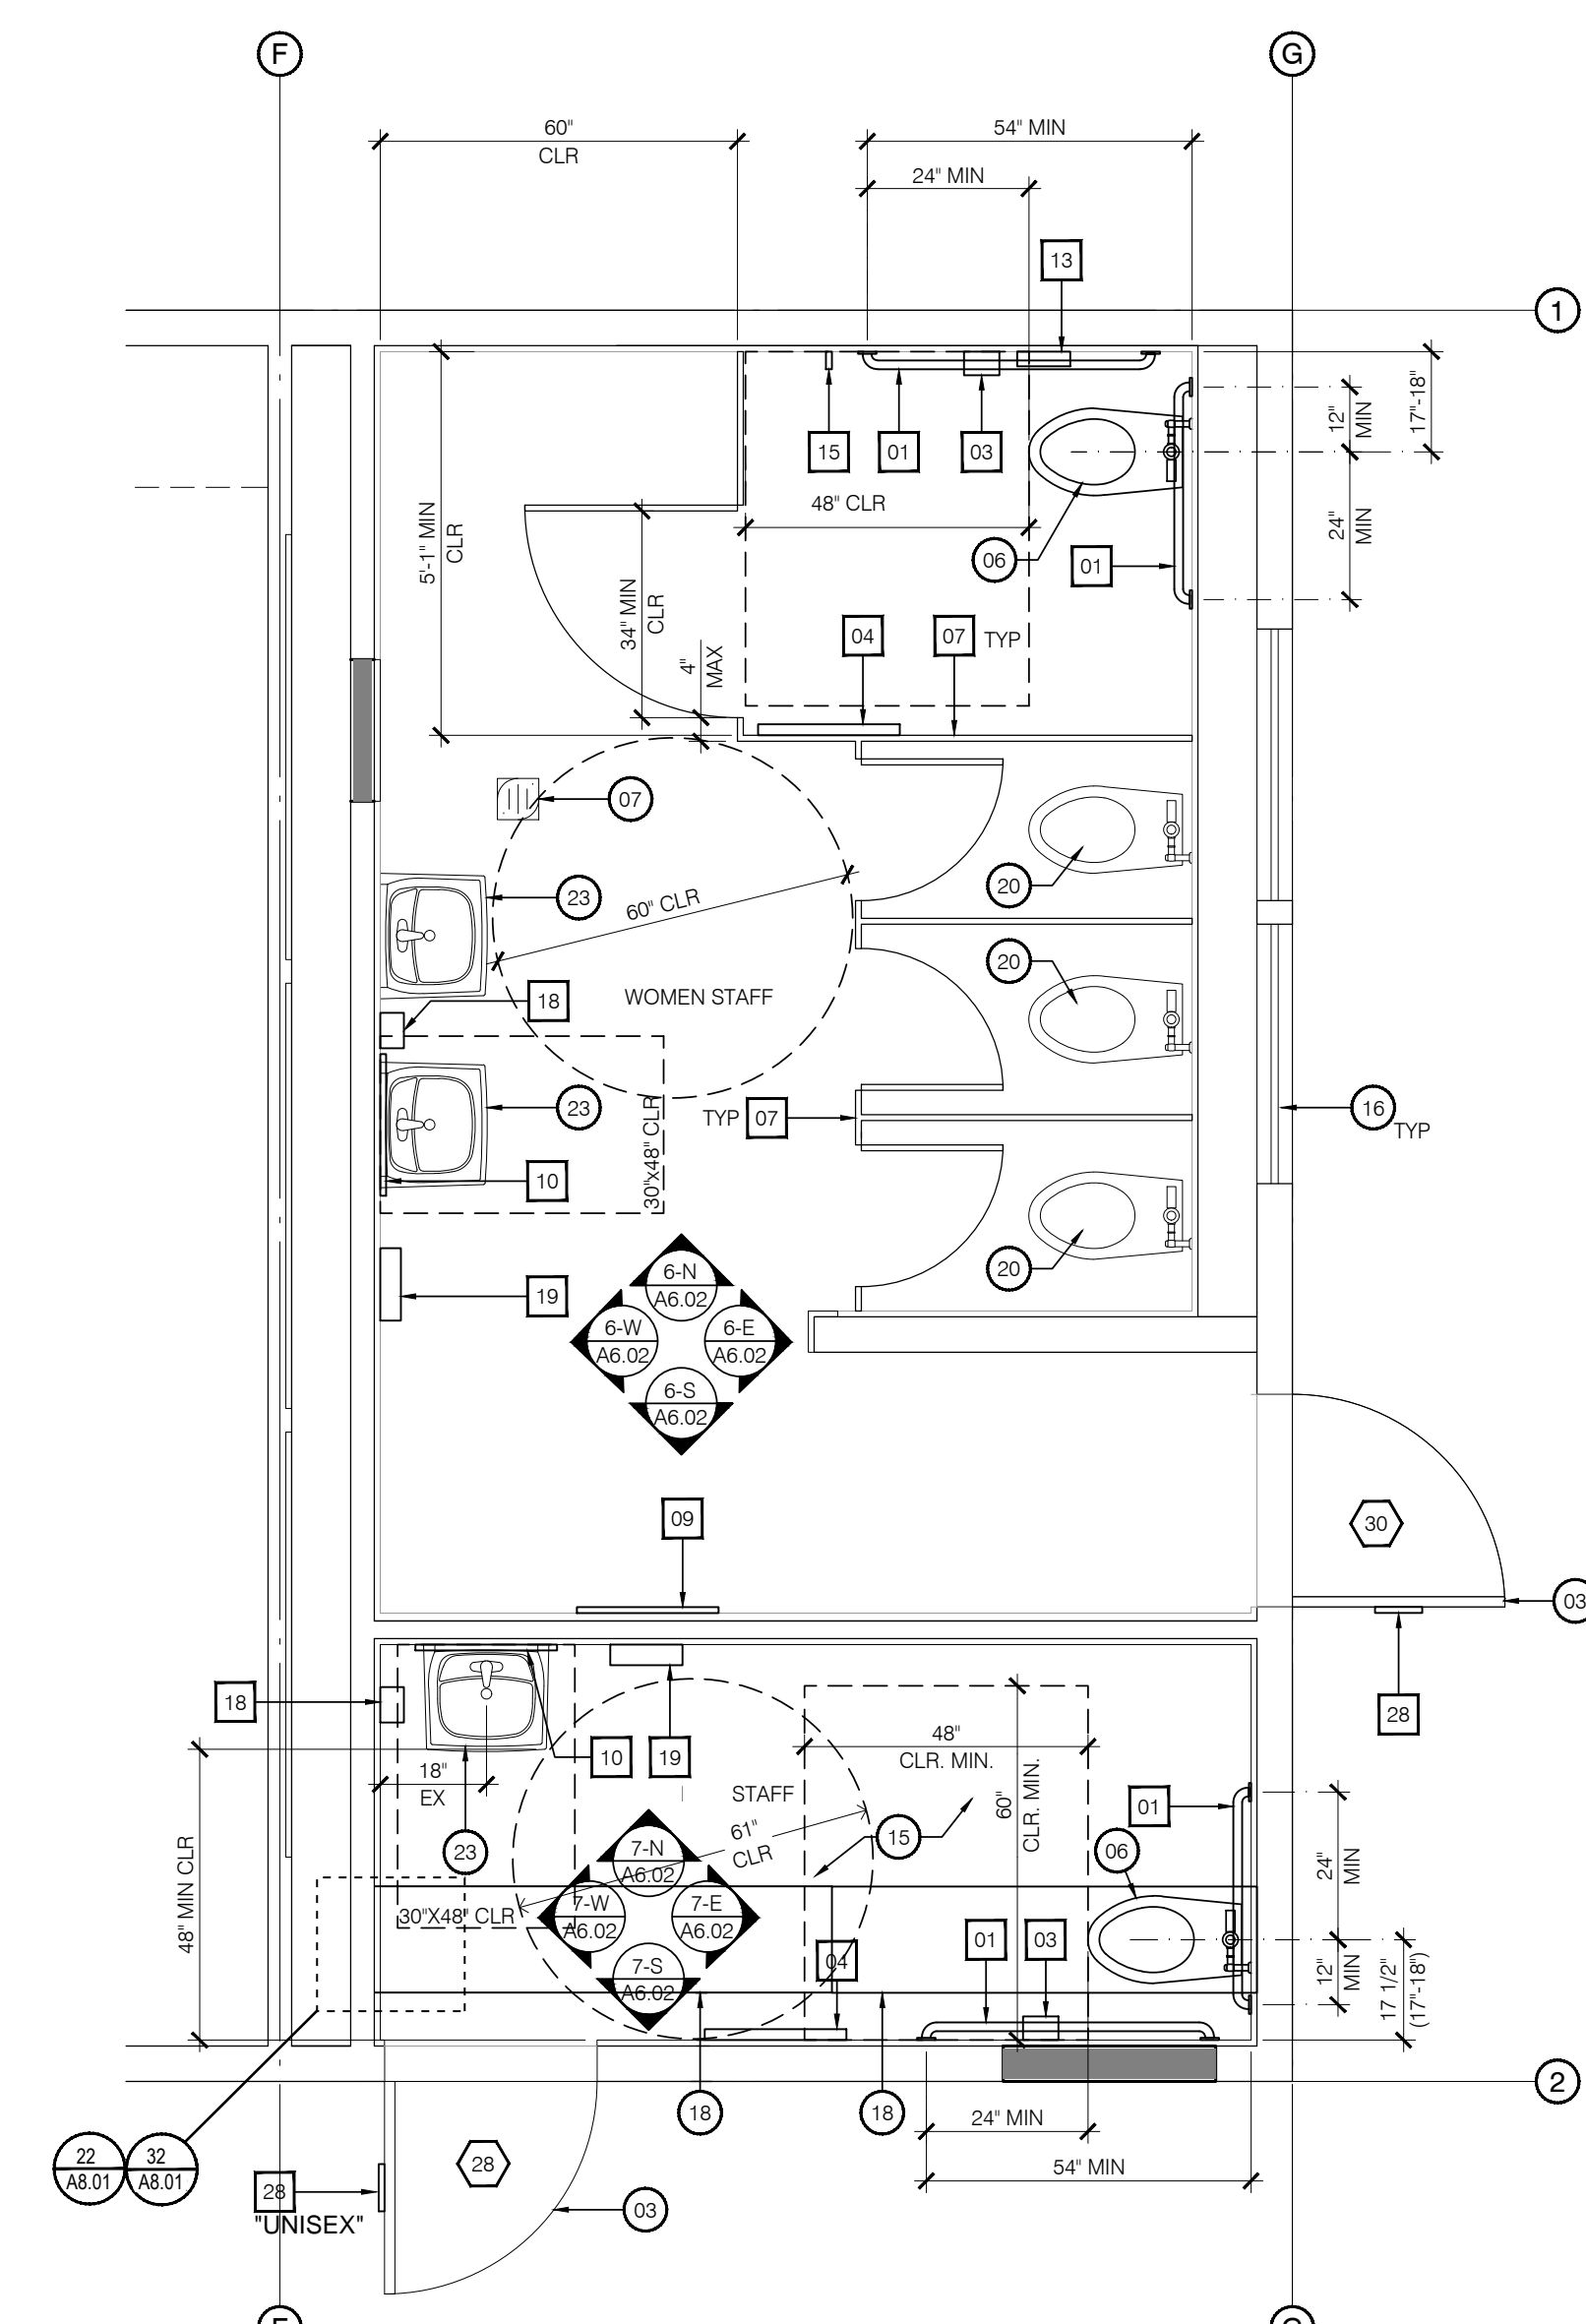 F
G
60"
CLR
54" MIN
24" MIN
13
1
15
01
03
12"
MIN
17"-18"
48" CLR
5'-1" MIN
CLR
06
01
24"
MIN
34" MIN
CLR
04
07
TYP
4"
MAX
07
23
20
60" CLR
20
WOMEN STAFF
18
23
30"x48" CLR
TYP
07
16
TYP
10
20
19
6-N
A6.02
6-W
A6.02
6-E
A6.02
6-S
A6.02
09
30
03
18
28
10
19
48"
CLR. MIN.
18"
EX
STAFF
60"
CLR. MIN.
01
61"
CLR
15
23
06
24"
MIN
7-N
A6.02
48" MIN CLR
30"X48" CLR
7-W
A6.02
7-E
A6.02
7-S
A6.02
04
01
03
12"
MIN
17 1/2"
(17"-18")
2
18
18
24" MIN
22
A8.01
32
A8.01
28
54" MIN
28
"UNISEX"
03